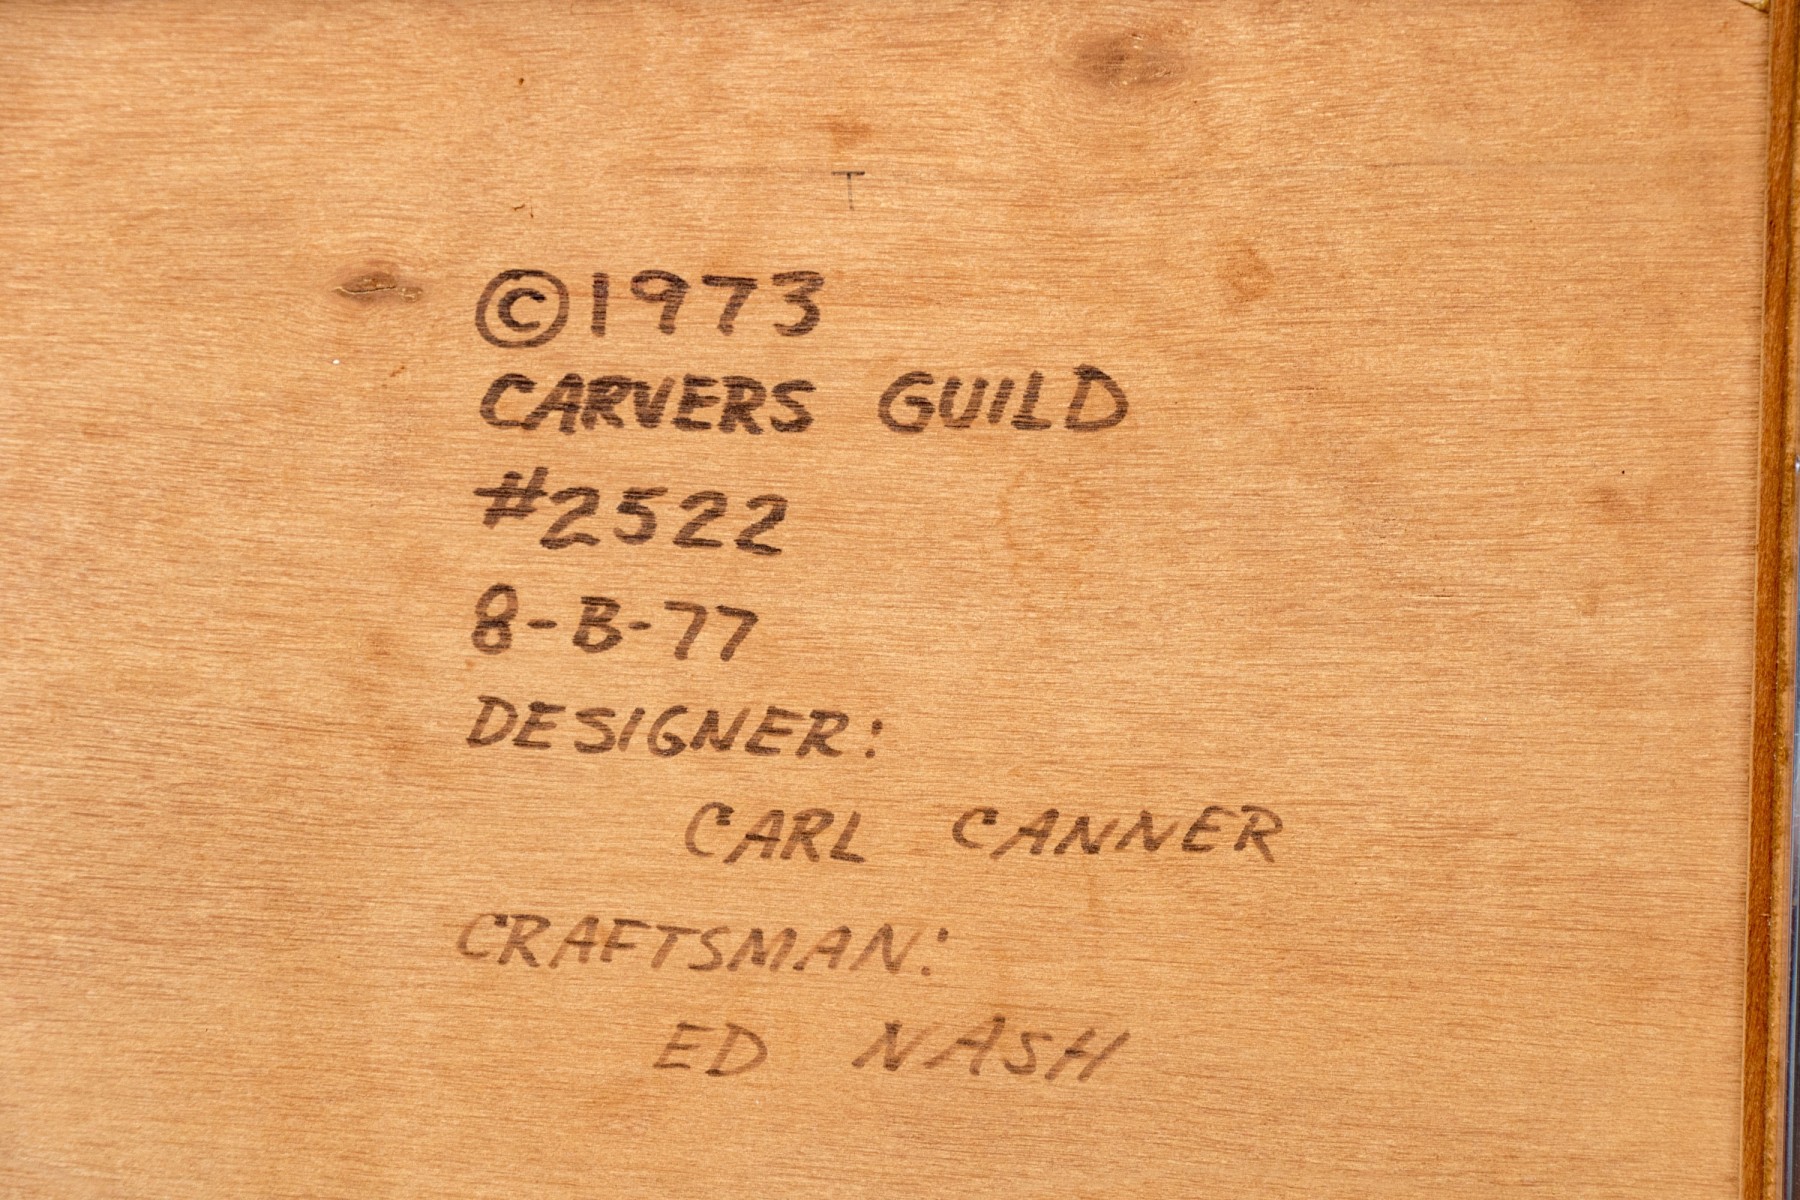 T
©1973
CARVERS GUILD
#2522
8-B-77
DESIGNER:
CARL CANNER
CRAFTSMAN:
ED NASH